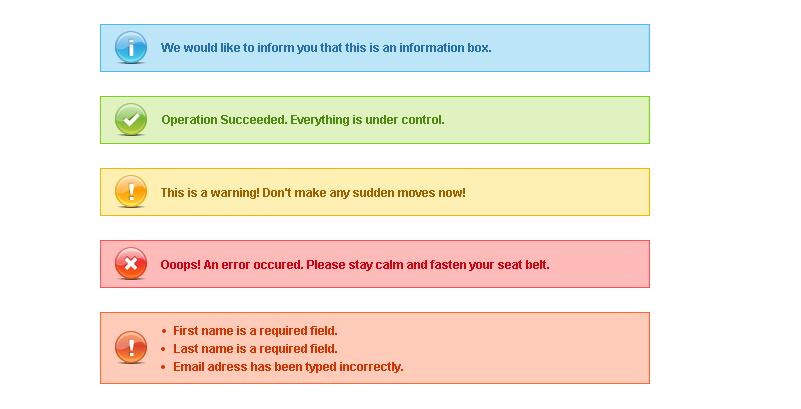 We would like to inform you that this is an information box.
Operation Succeeded. Everything is under control.
This is a warning! Don't make any sudden moves now!
Ooops! An error occured. Please stay calm and fasten your seat belt.
• First name is a required field.
• Last name is a required field.
• Email adress has been typed incorrectly.